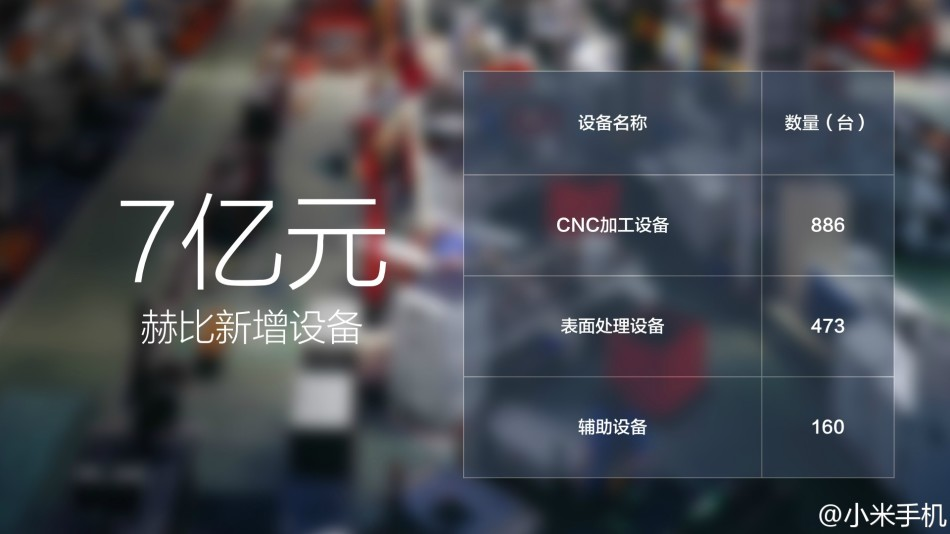 7亿元
赫比新增设备
设备名称 数量（台）
CNC加工设备 886
表面处理设备 473
辅助设备 160
@小米手机